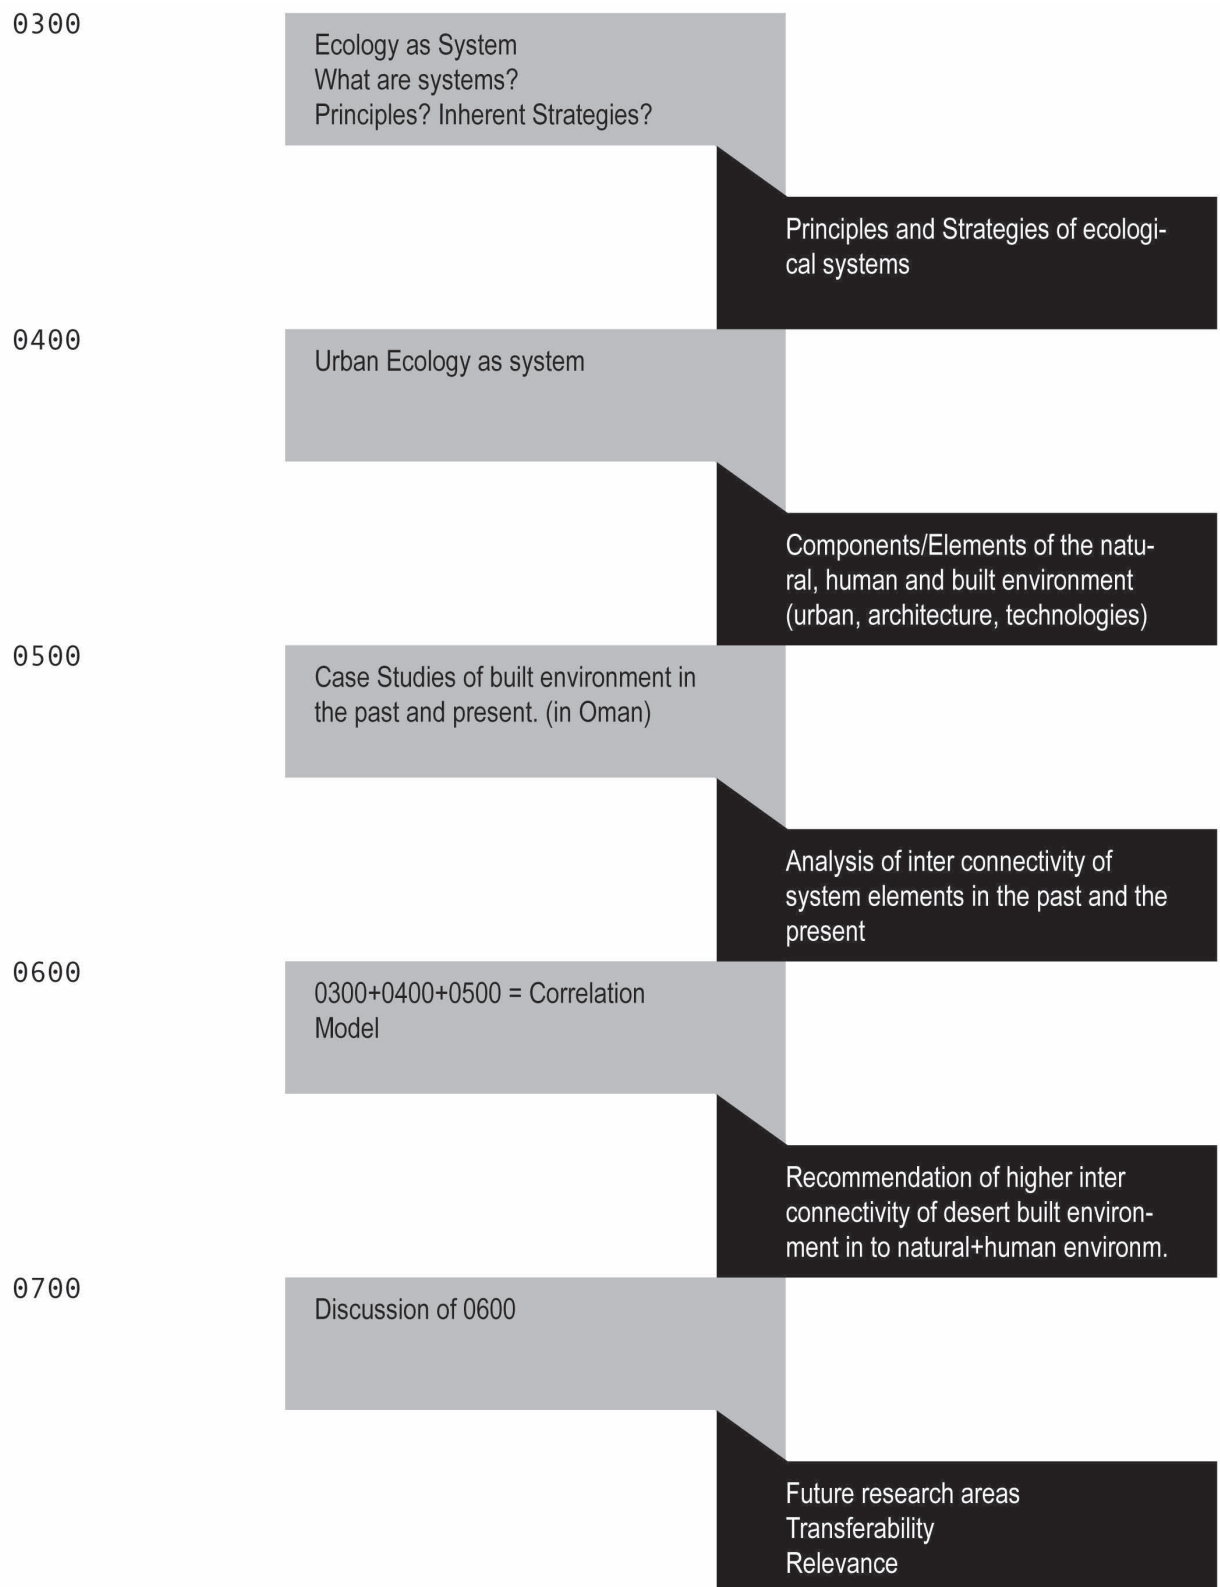 0300
Ecology as System
What are systems?
Principles? Inherent Strategies?
Principles and Strategies of ecologi-
cal systems
0400
Urban Ecology as system
Components/Elements of the natu-
ral, human and built environment
(urban, architecture, technologies)
0500
Case Studies of built environment in
the past and present. (in Oman)
Analysis of inter connectivity of
system elements in the past and the
present
0600
0300+0400+0500 = Correlation
Model
Recommendation of higher inter
connectivity of desert built environ-
ment in to natural+human environm.
0700
Discussion of 0600
Future research areas
Transferability
Relevance